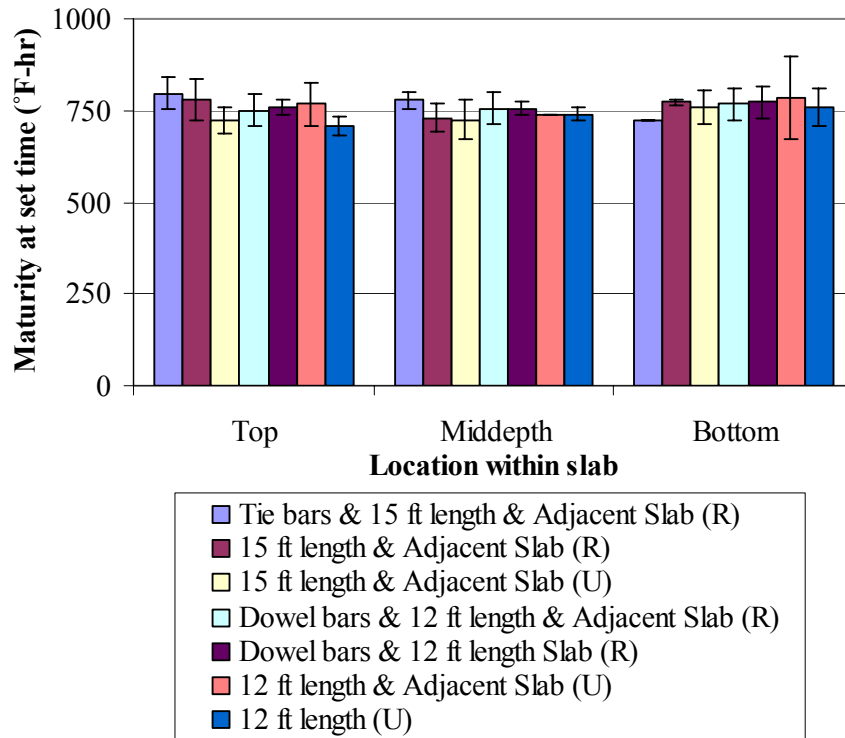 1000
750
500
250
0
Maturity at set time (˚F-hr)
Top Middepth Bottom
Location within slab
Tie bars & 15 ft length & Adjacent Slab (R)
15 ft length & Adjacent Slab (R)
15 ft length & Adjacent Slab (U)
Dowel bars & 12 ft length & Adjacent Slab (R)
Dowel bars & 12 ft length Slab (R)
12 ft length & Adjacent Slab (U)
12 ft length (U)